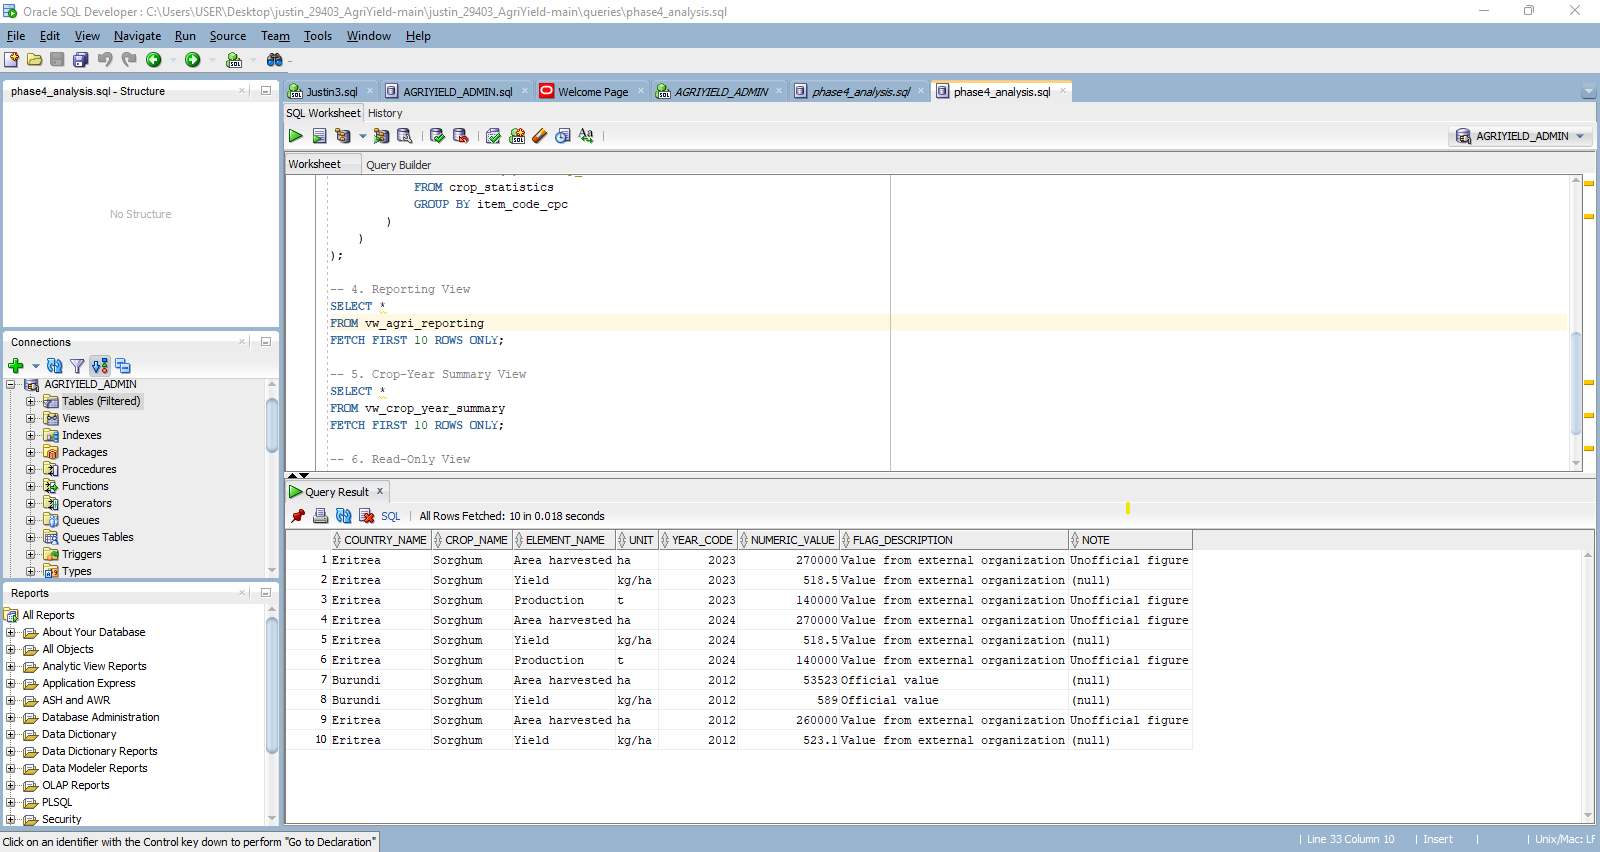 Oracle SQL Developer : C:\Users\USER\Desktop\justin_29403_AgriYield-main\justin_29403_AgriYield-main\queries\phase4_analysis.sql
File Edit View Navigate Run Source Team Tools Window Help
phase4_analysis.sql - Structure
No Structure
Connections
AGRIYIELD_ADMIN
Tables (Filtered)
Views
Indexes
Packages
Procedures
Functions
Operators
Queues
Queues Tables
Triggers
Types
Reports
All Reports
About Your Database
All Objects
Analytic View Reports
Application Express
ASH and AWR
Database Administration
Data Dictionary
Data Dictionary Reports
Data Modeler Reports
OLAP Reports
PLSQL
Security
Justin3.sql AGRIYIELD_ADMIN.sql Welcome Page AGRIYIELD_ADMIN phase4_analysis.sql phase4_analysis.sql
SQL Worksheet History
AGRIYIELD_ADMIN
Worksheet Query Builder
FROM crop_statistics
GROUP BY item_code_cpc
)
)
);
-- 4. Reporting View
SELECT *
FROM vw_agri_reporting
FETCH FIRST 10 ROWS ONLY;
-- 5. Crop-Year Summary View
SELECT *
FROM vw_crop_year_summary
FETCH FIRST 10 ROWS ONLY;
-- 6. Read-Only View
Query Result
SQL All Rows Fetched: 10 in 0.018 seconds
COUNTRY_NAME CROP_NAME ELEMENT_NAME UNIT YEAR_CODE NUMERIC_VALUE FLAG_DESCRIPTION NOTE
1 Eritrea Sorghum Area harvested ha 2023 270000 Value from external organization Unofficial figure
2 Eritrea Sorghum Yield kg/ha 2023 518.5 Value from external organization (null)
3 Eritrea Sorghum Production t 2023 140000 Value from external organization Unofficial figure
4 Eritrea Sorghum Area harvested ha 2024 270000 Value from external organization Unofficial figure
5 Eritrea Sorghum Yield kg/ha 2024 518.5 Value from external organization (null)
6 Eritrea Sorghum Production t 2024 140000 Value from external organization Unofficial figure
7 Burundi Sorghum Area harvested ha 2012 53523 Official value (null)
8 Burundi Sorghum Yield kg/ha 2012 589 Official value (null)
9 Eritrea Sorghum Area harvested ha 2012 260000 Value from external organization Unofficial figure
10 Eritrea Sorghum Yield kg/ha 2012 523.1 Value from external organization (null)
Click on an identifier with the Control key down to perform "Go to Declaration"
Line 33 Column 10 Insert Unix/Mac: LF